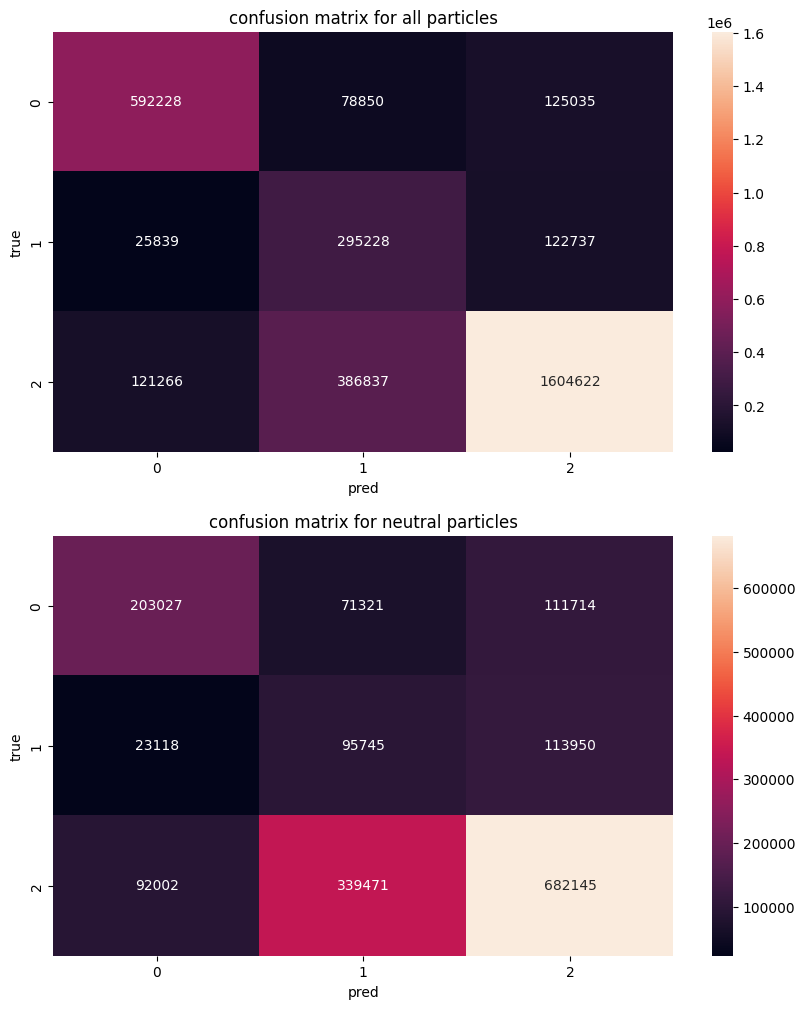 confusion matrix for all particles
1e6
0 592228 78850 125035
1 25839 295228 122737
2 121266 386837 1604622
true
0 1 2
pred
1.6
1.4
1.2
1.0
0.8
0.6
0.4
0.2
confusion matrix for neutral particles
0 203027 71321 111714
1 23118 95745 113950
2 92002 339471 682145
true
0 1 2
pred
600000
500000
400000
300000
200000
100000